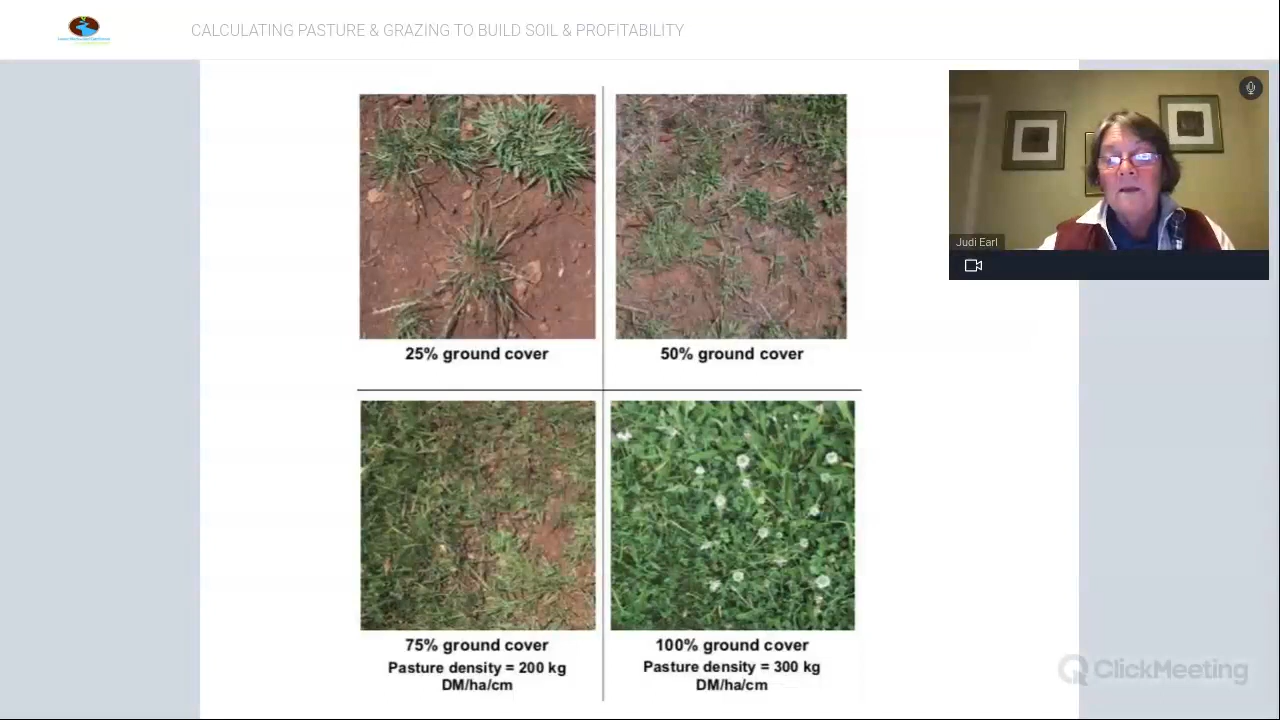 CALCULATING PASTURE & GRAZING TO BUILD SOIL & PROFITABILITY
Judi Earl
25% ground cover
50% ground cover
75% ground cover
Pasture density = 200 kg
DM/ha/cm
100% ground cover
Pasture density = 300 kg
DM/ha/cm
ClickMeeting